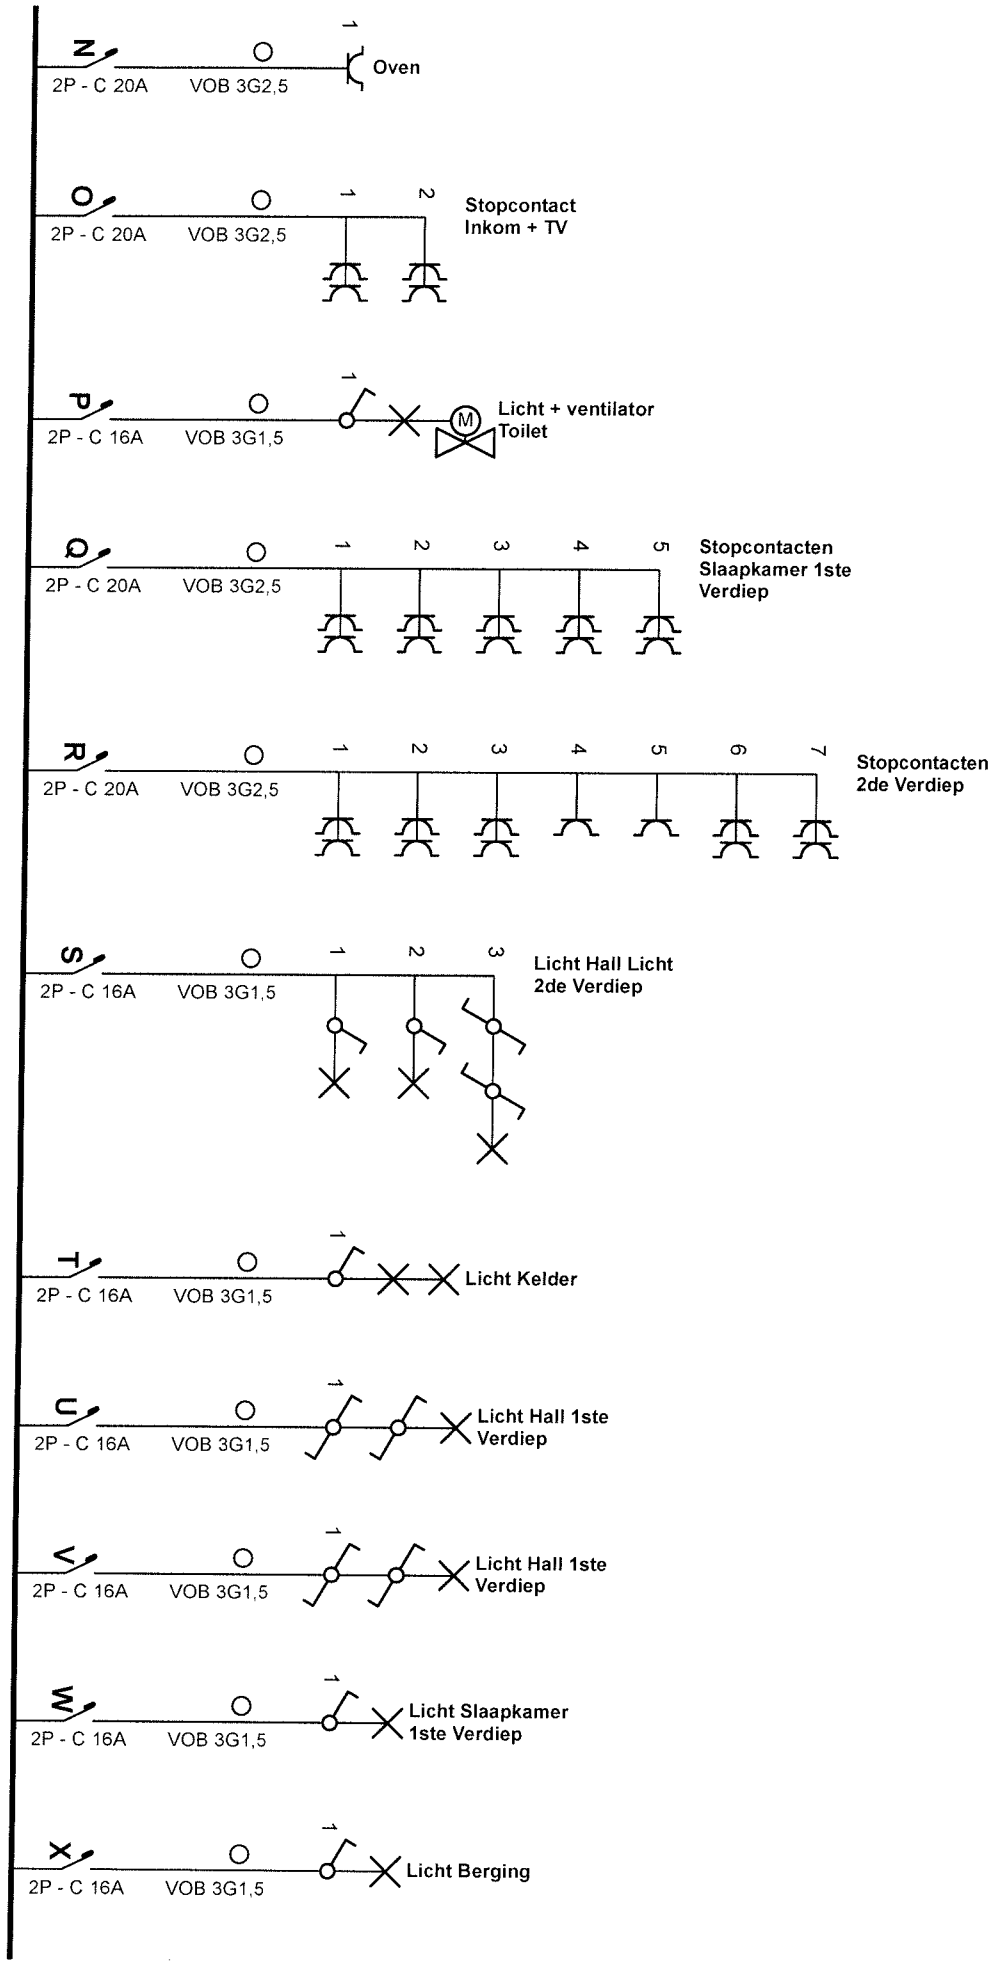 N
1
Oven
2P - C 20A
VOB 3G2,5
O
1
2
Stopcontact
Inkom + TV
2P - C 20A
VOB 3G2,5
P
1
M
Licht + ventilator
Toilet
2P - C 16A
VOB 3G1,5
Q
1
2
3
4
5
Stopcontacten
Slaapkamer 1ste
Verdiep
2P - C 20A
VOB 3G2,5
R
1
2
3
4
5
6
7
Stopcontacten
2de Verdiep
2P - C 20A
VOB 3G2,5
S
1
2
3
Licht Hall Licht
2de Verdiep
2P - C 16A
VOB 3G1,5
T
1
Licht Kelder
2P - C 16A
VOB 3G1,5
U
1
Licht Hall 1ste
Verdiep
2P - C 16A
VOB 3G1,5
V
1
Licht Hall 1ste
Verdiep
2P - C 16A
VOB 3G1,5
W
1
Licht Slaapkamer
1ste Verdiep
2P - C 16A
VOB 3G1,5
X
1
Licht Berging
2P - C 16A
VOB 3G1,5